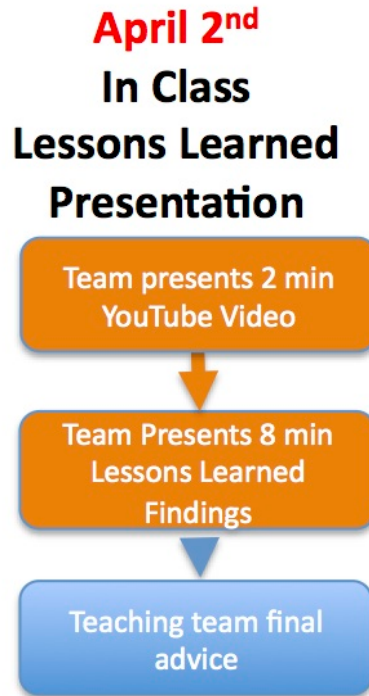 April 2nd
In Class
Lessons Learned
Presentation
Team presents 2 min
YouTube Video
Team Presents 8 min
Lessons Learned
Findings
Teaching team final
advice